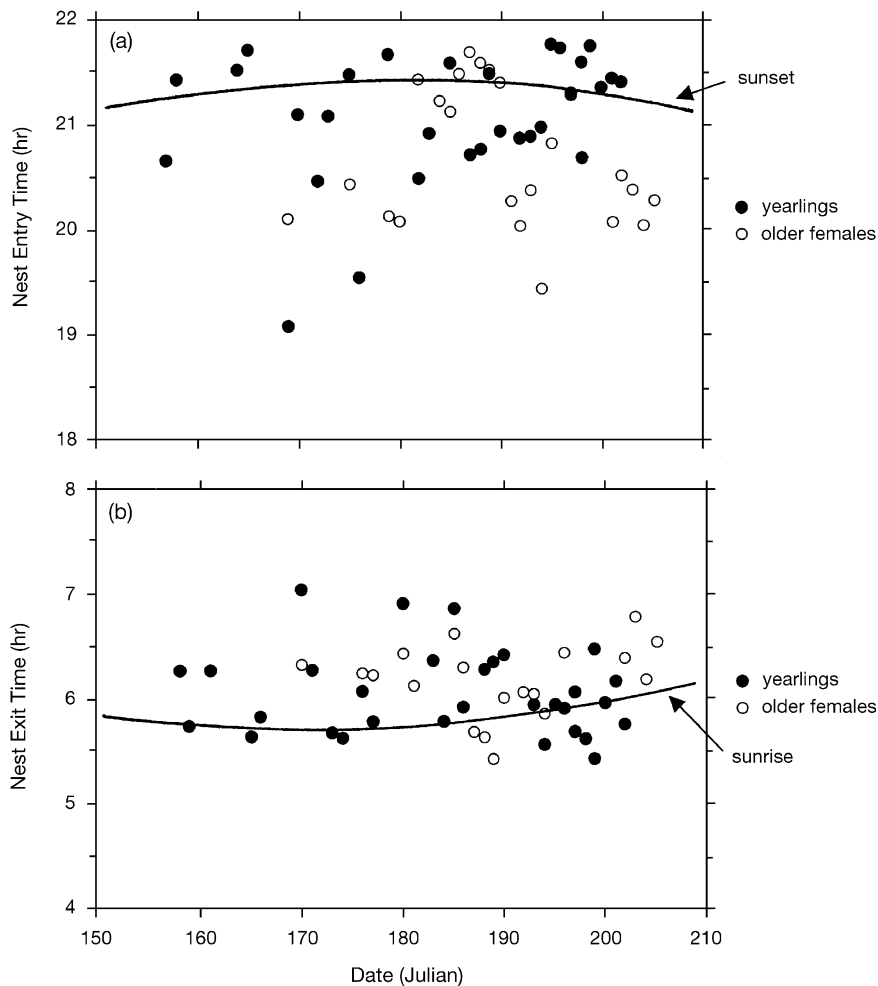 (a)
22
21
20
19
18
Nest Entry Time (hr)
sunset
yearlings
older females
(b)
8
7
6
5
4
Nest Exit Time (hr)
yearlings
older females
sunrise
150 160 170 180 190 200 210
Date (Julian)